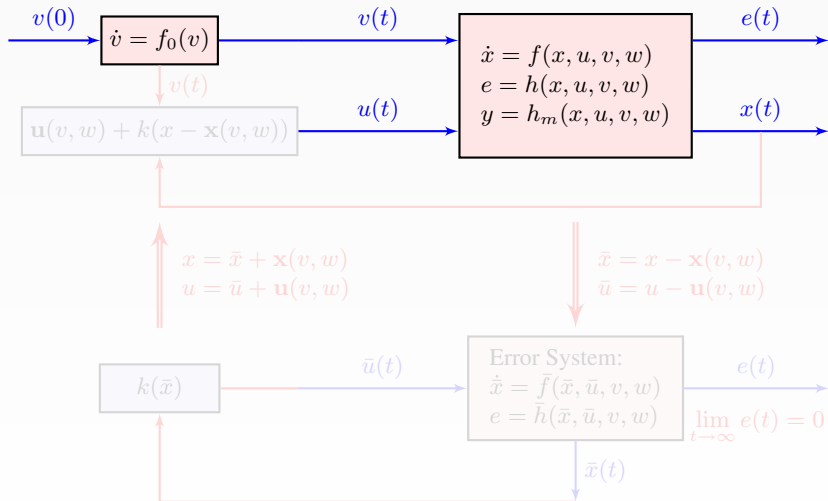 v(0)
v̇ = f₀(v)
v(t)
ẋ = f(x, u, v, w)
e = h(x, u, v, w)
y = hₘ(x, u, v, w)
e(t)
v(t)
𝐮(v, w) + k(x − 𝐱(v, w))
u(t)
x(t)
x = x̄ + 𝐱(v, w)
u = ū + 𝐮(v, w)
x̄ = x − 𝐱(v, w)
ū = u − 𝐮(v, w)
k(x̄)
ū(t)
Error System:
x̄̇ = f̄(x̄, ū, v, w)
e = h̄(x̄, ū, v, w)
e(t)
lim e(t) = 0
t→∞
x̄(t)